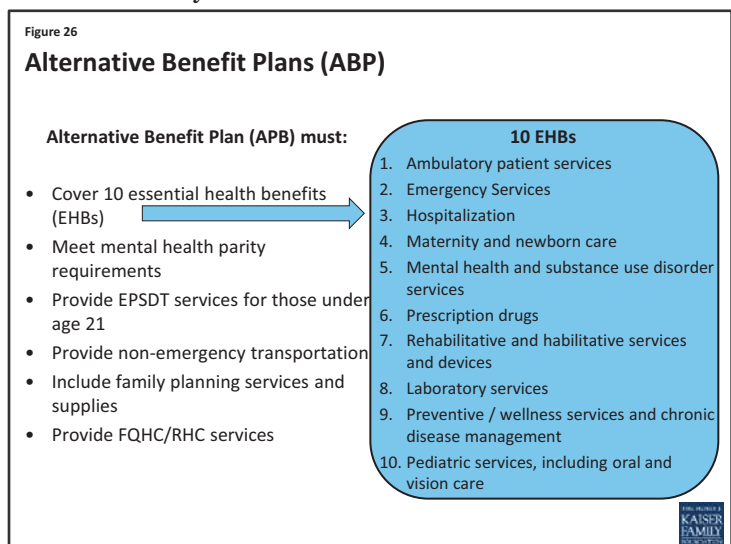 Figure 26
Alternative Benefit Plans (ABP)
Alternative Benefit Plan (APB) must:
• Cover 10 essential health benefits
(EHBs)
• Meet mental health parity
requirements
• Provide EPSDT services for those under
age 21
• Provide non-emergency transportation
• Include family planning services and
supplies
• Provide FQHC/RHC services
10 EHBs
1. Ambulatory patient services
2. Emergency Services
3. Hospitalization
4. Maternity and newborn care
5. Mental health and substance use disorder
services
6. Prescription drugs
7. Rehabilitative and habilitative services
and devices
8. Laboratory services
9. Preventive / wellness services and chronic
disease management
10. Pediatric services, including oral and
vision care
THE HENRY J.
KAISER
FAMILY
FOUNDATION